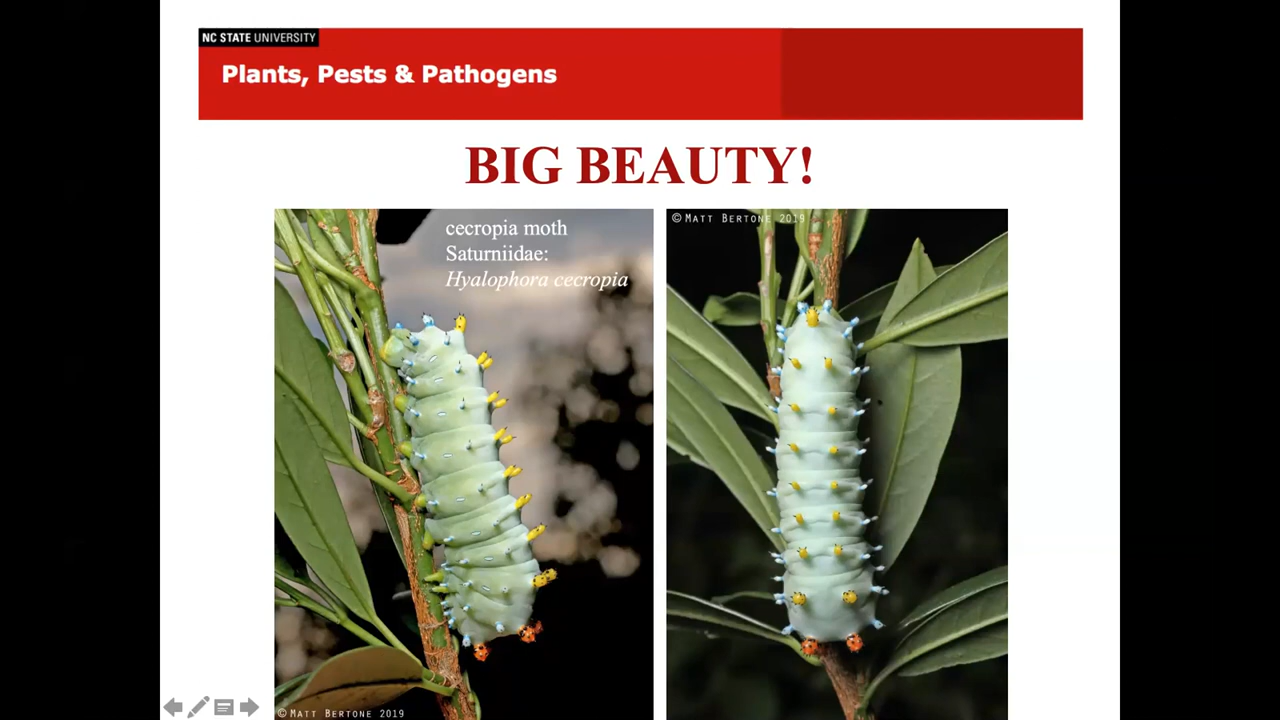 NC STATE UNIVERSITY
Plants, Pests & Pathogens
BIG BEAUTY!
cecropia moth
Saturniidae:
Hyalophora cecropia
© MATT BERTONE 2019
© MATT BERTONE 2019